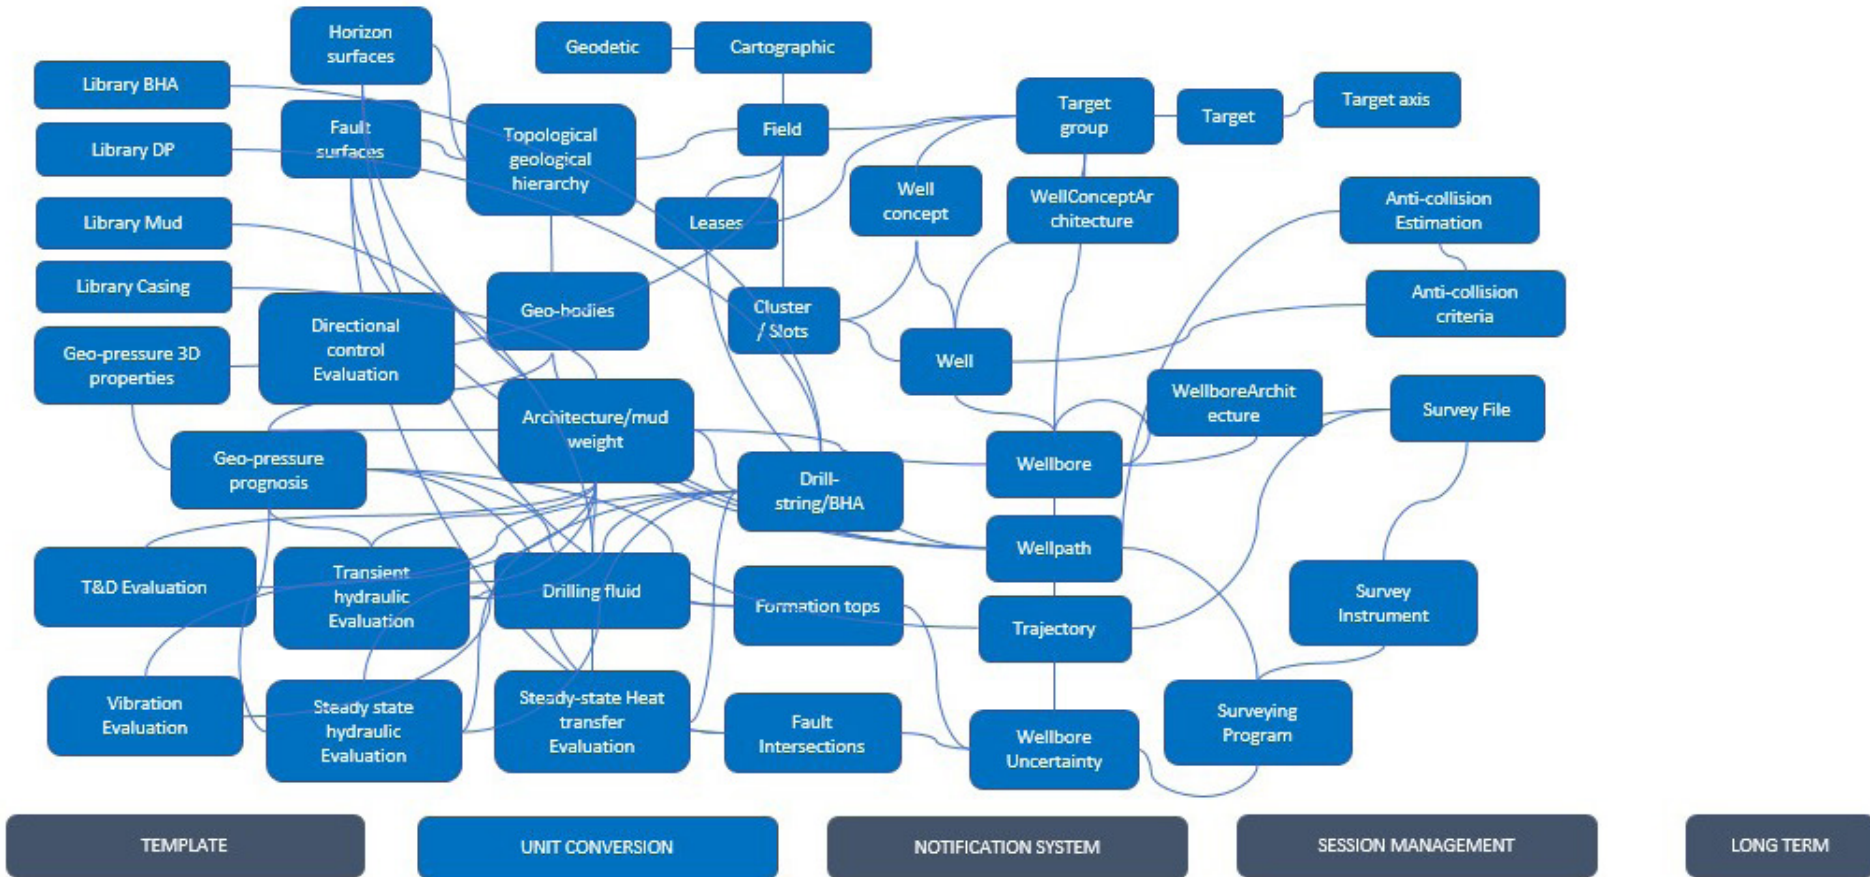 Horizon
surfaces
Geodetic
Cartographic
Library BHA
Target
group
Target
Target axis
Fault
surfaces
Topological
geological
hierarchy
Field
Library DP
Well
concept
WellConceptAr
chitecture
Anti-collision
Estimation
Library Mud
Leases
Library Casing
Directional
control
Evaluation
Geo-bodies
Cluster
/ Slots
Anti-collision
criteria
Geo-pressure 3D
properties
Well
Architecture/mud
weight
WellboreArchit
ecture
Survey File
Geo-pressure
prognosis
Drill-
string/BHA
Wellbore
Wellpath
T&D Evaluation
Transient
hydraulic
Evaluation
Drilling fluid
Formation tops
Trajectory
Survey
Instrument
Vibration
Evaluation
Steady state
hydraulic
Evaluation
Steady-state Heat
transfer
Evaluation
Fault
Intersections
Wellbore
Uncertainty
Surveying
Program
TEMPLATE
UNIT CONVERSION
NOTIFICATION SYSTEM
SESSION MANAGEMENT
LONG TERM